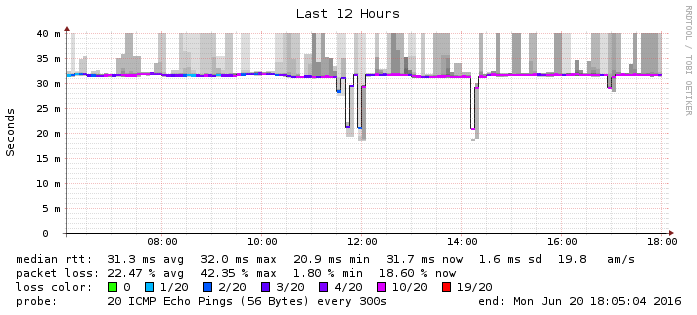 Last 12 Hours
RRDTOOL / TOBI OETIKER
Seconds
40 m
35 m
30 m
25 m
20 m
15 m
10 m
5 m
0
08:00 10:00 12:00 14:00 16:00 18:00
median rtt: 31.3 ms avg 32.0 ms max 20.9 ms min 31.7 ms now 1.6 ms sd 19.8 am/s
packet loss: 22.47 % avg 42.35 % max 1.80 % min 18.60 % now
loss color: 0 1/20 2/20 3/20 4/20 10/20 19/20
probe: 20 ICMP Echo Pings (56 Bytes) every 300s end: Mon Jun 20 18:05:04 2016